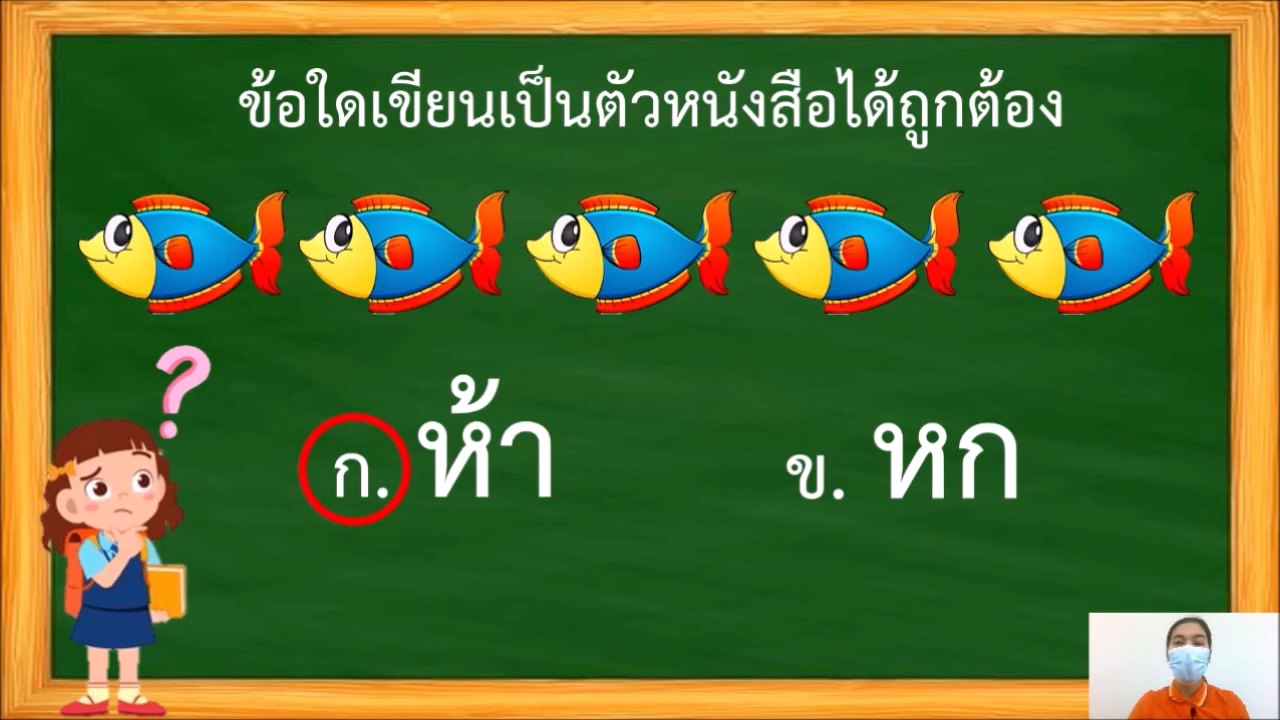 ข้อใดเขียนเป็นตัวหนังสือได้ถูกต้อง
?
ก. ห้า ข. หก